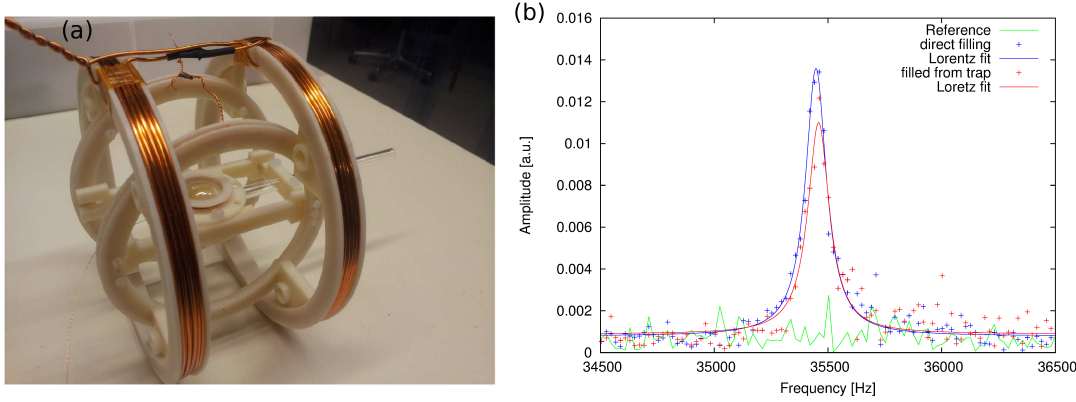 (a)
(b)
0.016
0.014
0.012
0.01
0.008
0.006
0.004
0.002
0
Amplitude [a.u.]
Reference
direct filling
Lorentz fit
filled from trap
Loretz fit
34500 35000 35500 36000 36500
Frequency [Hz]